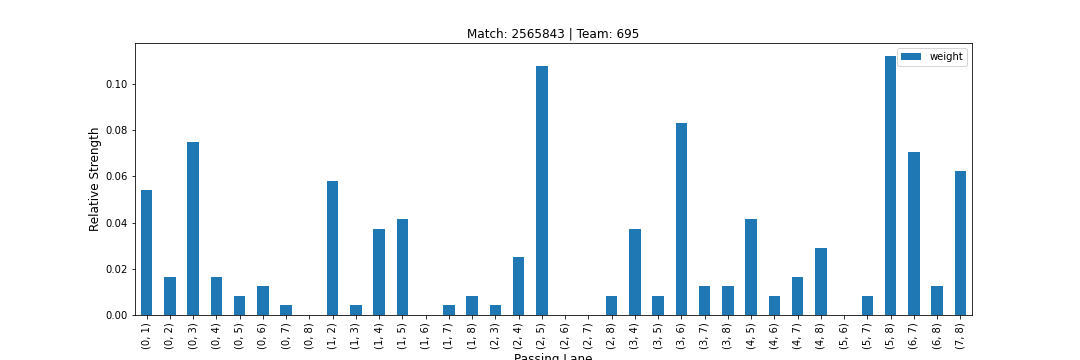 Match: 2565843 | Team: 695
weight
Relative Strength
0.10
0.08
0.06
0.04
0.02
0.00
(0, 1) (0, 2) (0, 3) (0, 4) (0, 5) (0, 6) (0, 7) (0, 8) (1, 2) (1, 3) (1, 4) (1, 5) (1, 6) (1, 7) (1, 8) (2, 3) (2, 4) (2, 5) (2, 6) (2, 7) (2, 8) (3, 4) (3, 5) (3, 6) (3, 7) (3, 8) (4, 5) (4, 6) (4, 7) (4, 8) (5, 6) (5, 7) (5, 8) (6, 7) (6, 8) (7, 8)
Passing Lane